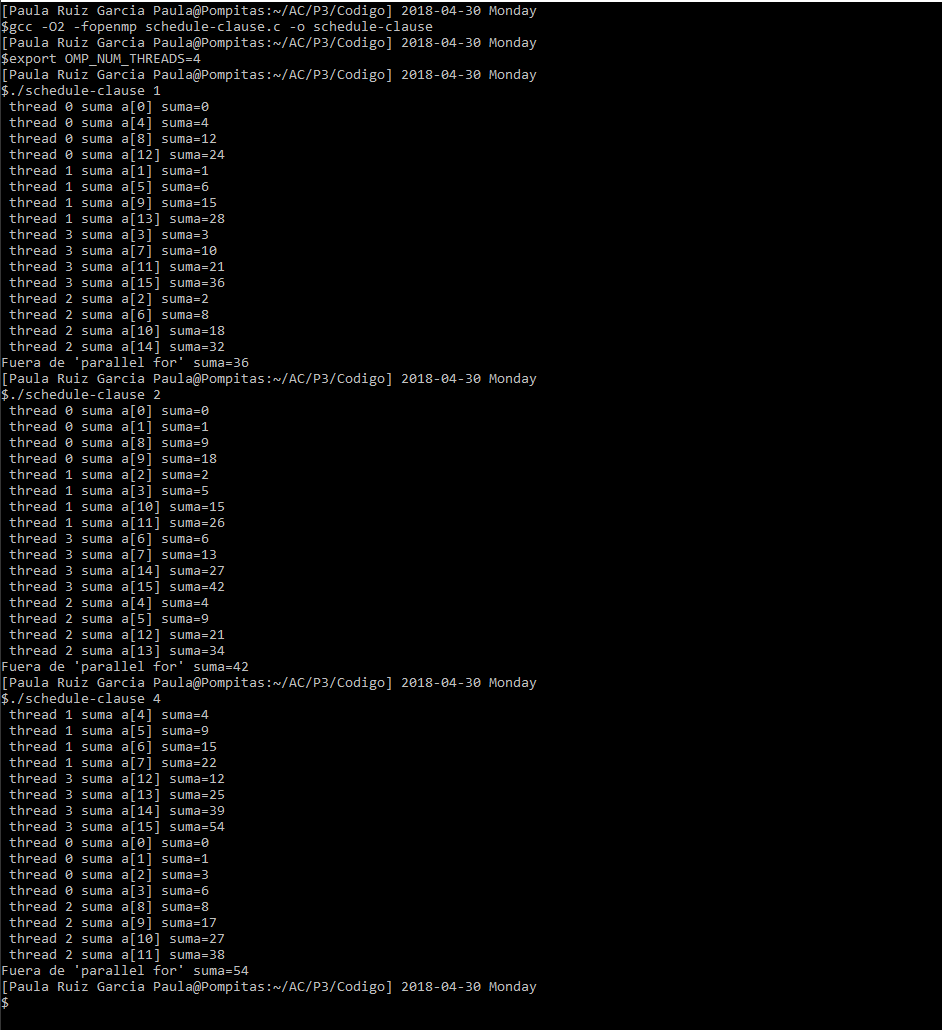 [Paula Ruiz Garcia Paula@Pompitas:~/AC/P3/Codigo] 2018-04-30 Monday
$gcc -O2 -fopenmp schedule-clause.c -o schedule-clause
[Paula Ruiz Garcia Paula@Pompitas:~/AC/P3/Codigo] 2018-04-30 Monday
$export OMP_NUM_THREADS=4
[Paula Ruiz Garcia Paula@Pompitas:~/AC/P3/Codigo] 2018-04-30 Monday
$./schedule-clause 1
 thread 0 suma a[0] suma=0
 thread 0 suma a[4] suma=4
 thread 0 suma a[8] suma=12
 thread 0 suma a[12] suma=24
 thread 1 suma a[1] suma=1
 thread 1 suma a[5] suma=6
 thread 1 suma a[9] suma=15
 thread 1 suma a[13] suma=28
 thread 3 suma a[3] suma=3
 thread 3 suma a[7] suma=10
 thread 3 suma a[11] suma=21
 thread 3 suma a[15] suma=36
 thread 2 suma a[2] suma=2
 thread 2 suma a[6] suma=8
 thread 2 suma a[10] suma=18
 thread 2 suma a[14] suma=32
Fuera de 'parallel for' suma=36
[Paula Ruiz Garcia Paula@Pompitas:~/AC/P3/Codigo] 2018-04-30 Monday
$./schedule-clause 2
 thread 0 suma a[0] suma=0
 thread 0 suma a[1] suma=1
 thread 0 suma a[8] suma=9
 thread 0 suma a[9] suma=18
 thread 1 suma a[2] suma=2
 thread 1 suma a[3] suma=5
 thread 1 suma a[10] suma=15
 thread 1 suma a[11] suma=26
 thread 3 suma a[6] suma=6
 thread 3 suma a[7] suma=13
 thread 3 suma a[14] suma=27
 thread 3 suma a[15] suma=42
 thread 2 suma a[4] suma=4
 thread 2 suma a[5] suma=9
 thread 2 suma a[12] suma=21
 thread 2 suma a[13] suma=34
Fuera de 'parallel for' suma=42
[Paula Ruiz Garcia Paula@Pompitas:~/AC/P3/Codigo] 2018-04-30 Monday
$./schedule-clause 4
 thread 1 suma a[4] suma=4
 thread 1 suma a[5] suma=9
 thread 1 suma a[6] suma=15
 thread 1 suma a[7] suma=22
 thread 3 suma a[12] suma=12
 thread 3 suma a[13] suma=25
 thread 3 suma a[14] suma=39
 thread 3 suma a[15] suma=54
 thread 0 suma a[0] suma=0
 thread 0 suma a[1] suma=1
 thread 0 suma a[2] suma=3
 thread 0 suma a[3] suma=6
 thread 2 suma a[8] suma=8
 thread 2 suma a[9] suma=17
 thread 2 suma a[10] suma=27
 thread 2 suma a[11] suma=38
Fuera de 'parallel for' suma=54
[Paula Ruiz Garcia Paula@Pompitas:~/AC/P3/Codigo] 2018-04-30 Monday
$